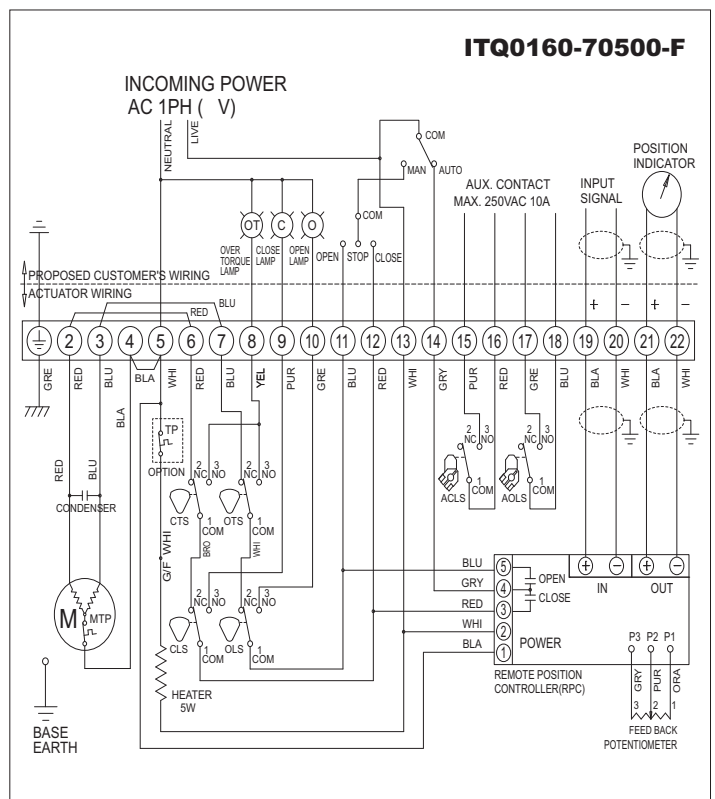 ITQ0160-70500-F
INCOMING POWER
AC 1PH ( V)
NEUTRAL
LIVE
COM
MAN
AUTO
POSITION
INDICATOR
AUX. CONTACT
MAX. 250VAC 10A
INPUT
SIGNAL
OT
C
O
COM
OVER
TORQUE
LAMP
CLOSE
LAMP
OPEN
LAMP
OPEN
STOP
CLOSE
PROPOSED CUSTOMER'S WIRING
ACTUATOR WIRING
BLU
RED
+ − + −
2 3 4 5 6 7 8 9 10 11 12 13 14 15 16 17 18 19 20 21 22
BLA
GRE RED BLU WHI RED BLU YEL PUR GRE BLU RED WHI GRY PUR RED GRE BLU BLA WHI BLA WHI
BLA
TP
OPTION
RED
BLU
CONDENSER
2 3
NC NO
1
COM
CTS
2 3
NC NO
1
COM
OTS
2 3
NC NO
1
COM
ACLS
2 3
NC NO
1
COM
AOLS
G/F WHI
BRO
WHI
2 3
NC NO
1
COM
CLS
2 3
NC NO
1
COM
OLS
M
MTP
HEATER
5W
BASE
EARTH
BLU 5
GRY 4
RED 3
WHI 2
BLA 1
OPEN
CLOSE
POWER
+ − + −
IN OUT
REMOTE POSITION
CONTROLLER(RPC)
P3 P2 P1
GRY PUR ORA
3 2 1
FEED BACK
POTENTIOMETER